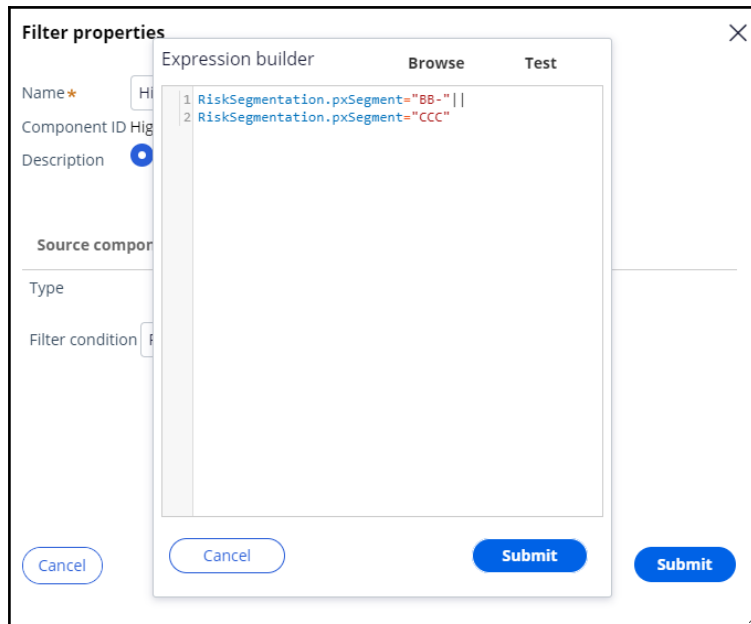 Filter properties
Expression builder
Browse
Test
Name*
Hi
1 RiskSegmentation.pxSegment="BB-"||
2 RiskSegmentation.pxSegment="CCC"
Component ID Hig
Description
Source compon
Type
Filter condition
Cancel
Submit
Cancel
Submit